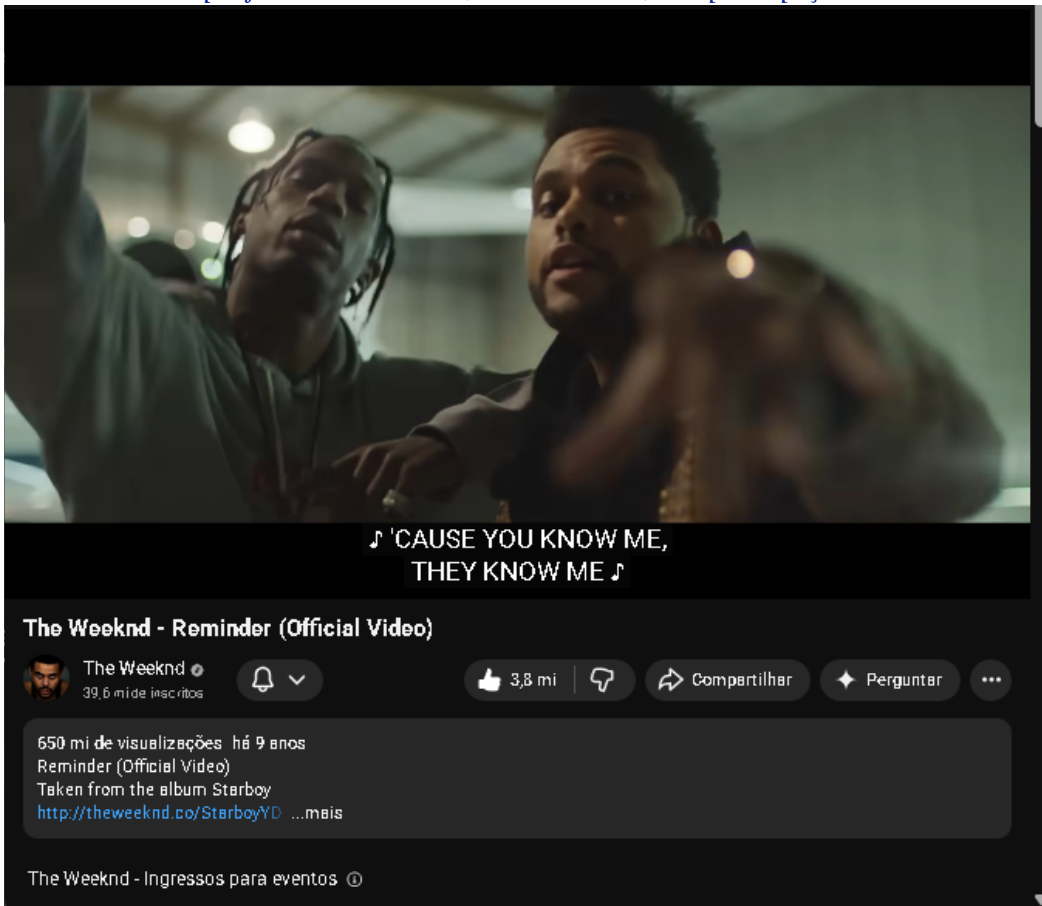 ♪ 'CAUSE YOU KNOW ME,
THEY KNOW ME ♪
The Weeknd - Reminder (Official Video)
The Weeknd
39,6 mi de inscritos
3,8 mi
Compartilhar
Perguntar
650 mi de visualizações há 9 anos
Reminder (Official Video)
Taken from the album Starboy
http://theweeknd.co/StarboyYD ...mais
The Weeknd - Ingressos para eventos